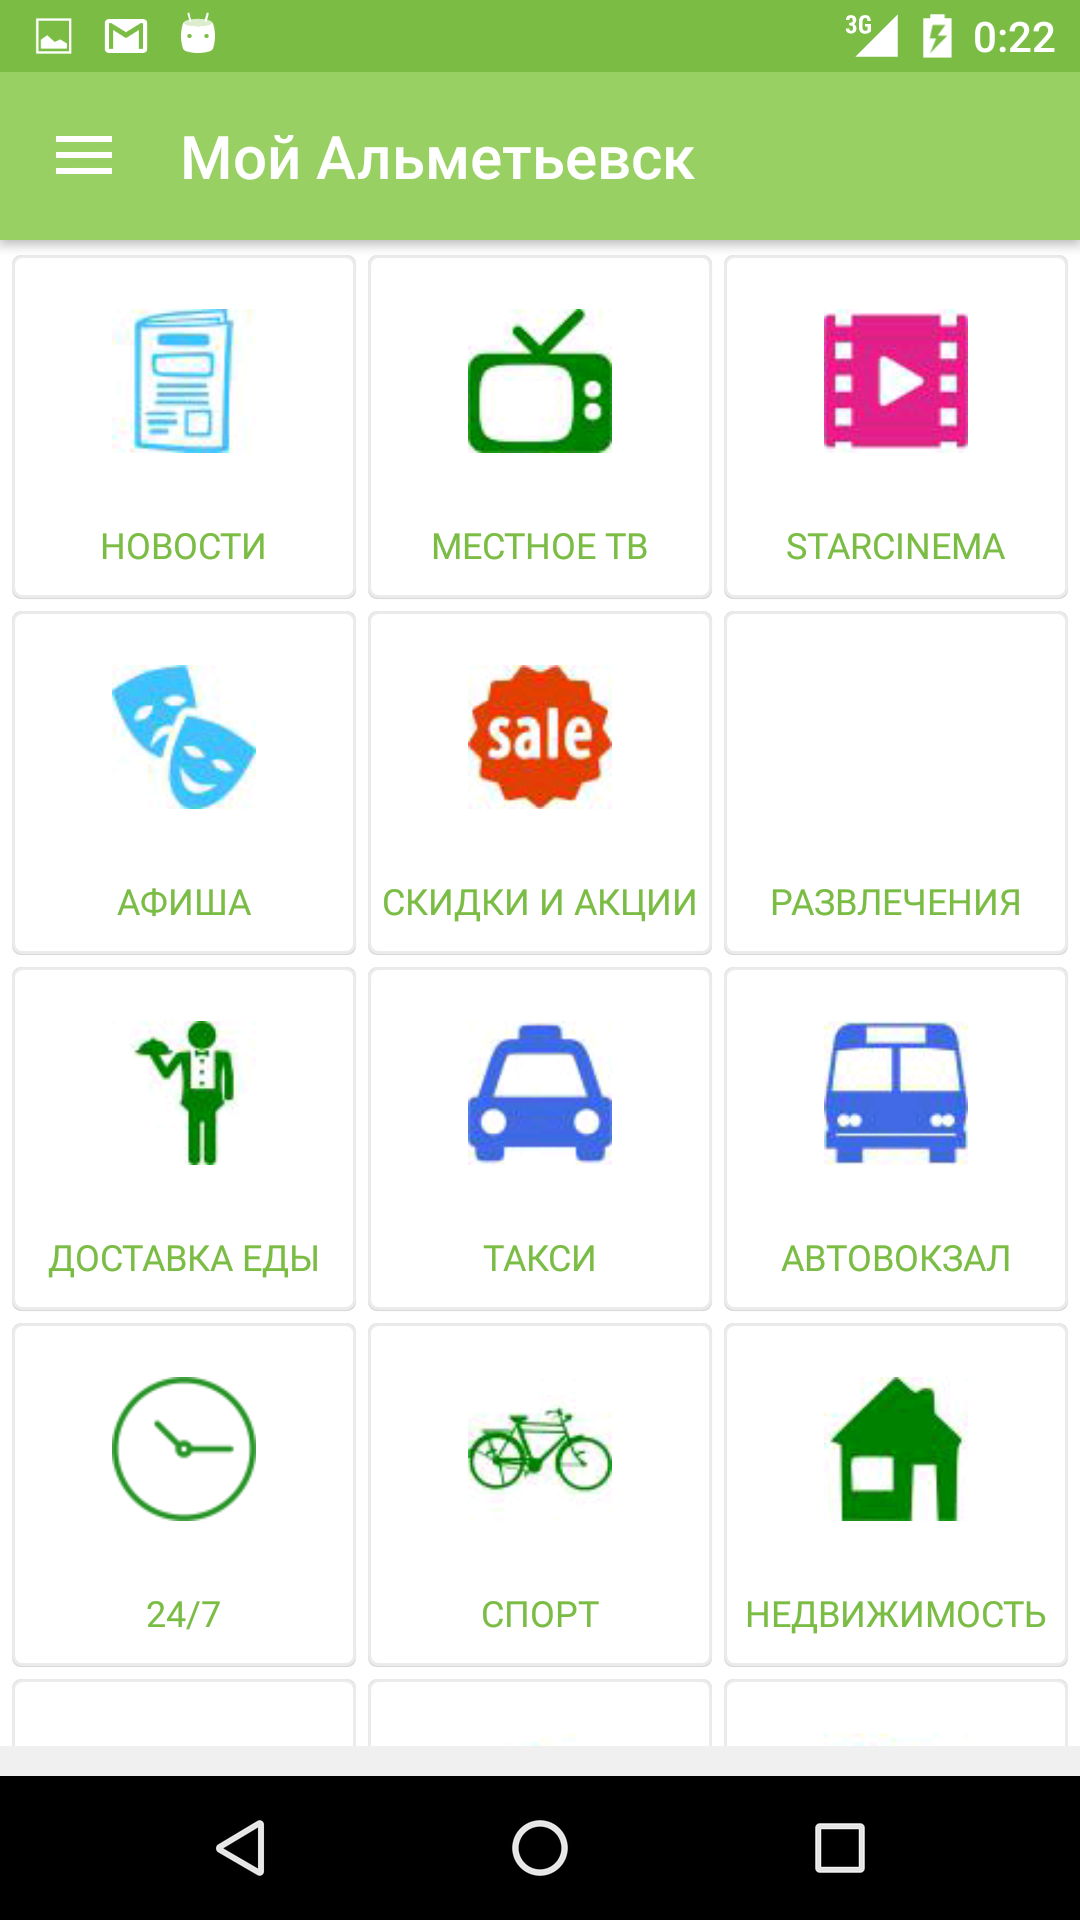 3G 0:22
Мой Альметьевск
НОВОСТИ
МЕСТНОЕ ТВ
STARCINEMA
АФИША
sale
СКИДКИ И АКЦИИ
РАЗВЛЕЧЕНИЯ
ДОСТАВКА ЕДЫ
ТАКСИ
АВТОВОКЗАЛ
24/7
СПОРТ
НЕДВИЖИМОСТЬ